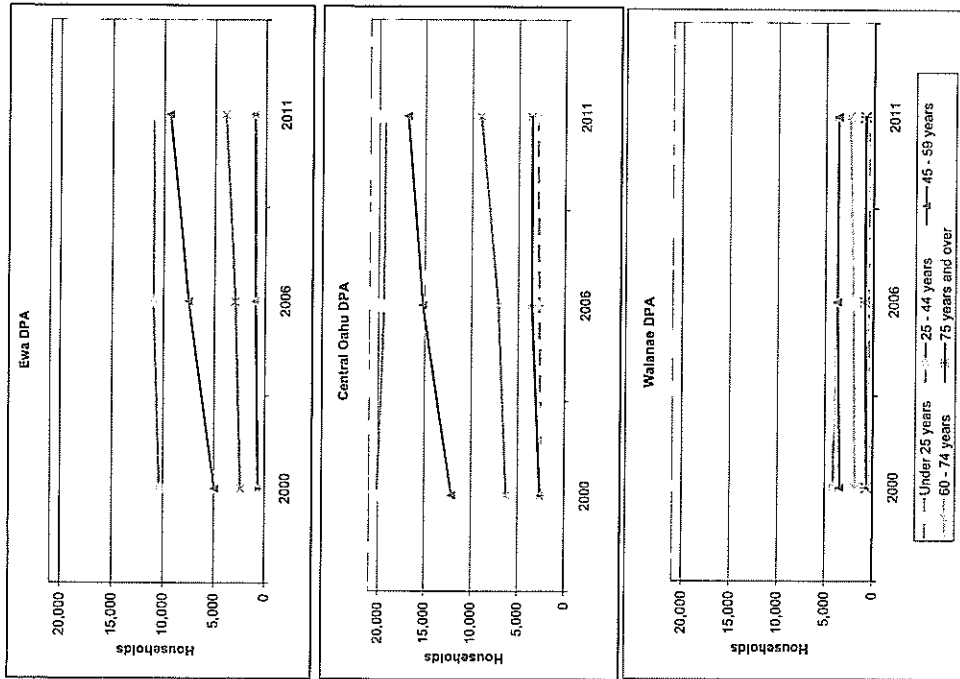 Ewa DPA
Households
20,000
15,000
10,000
5,000
0
2000
2006
2011
Central Oahu DPA
Households
20,000
15,000
10,000
5,000
0
2000
2006
2011
Waianae DPA
Households
20,000
15,000
10,000
5,000
0
2000
2006
2011
Under 25 years
25 - 44 years
45 - 59 years
60 - 74 years
75 years and over